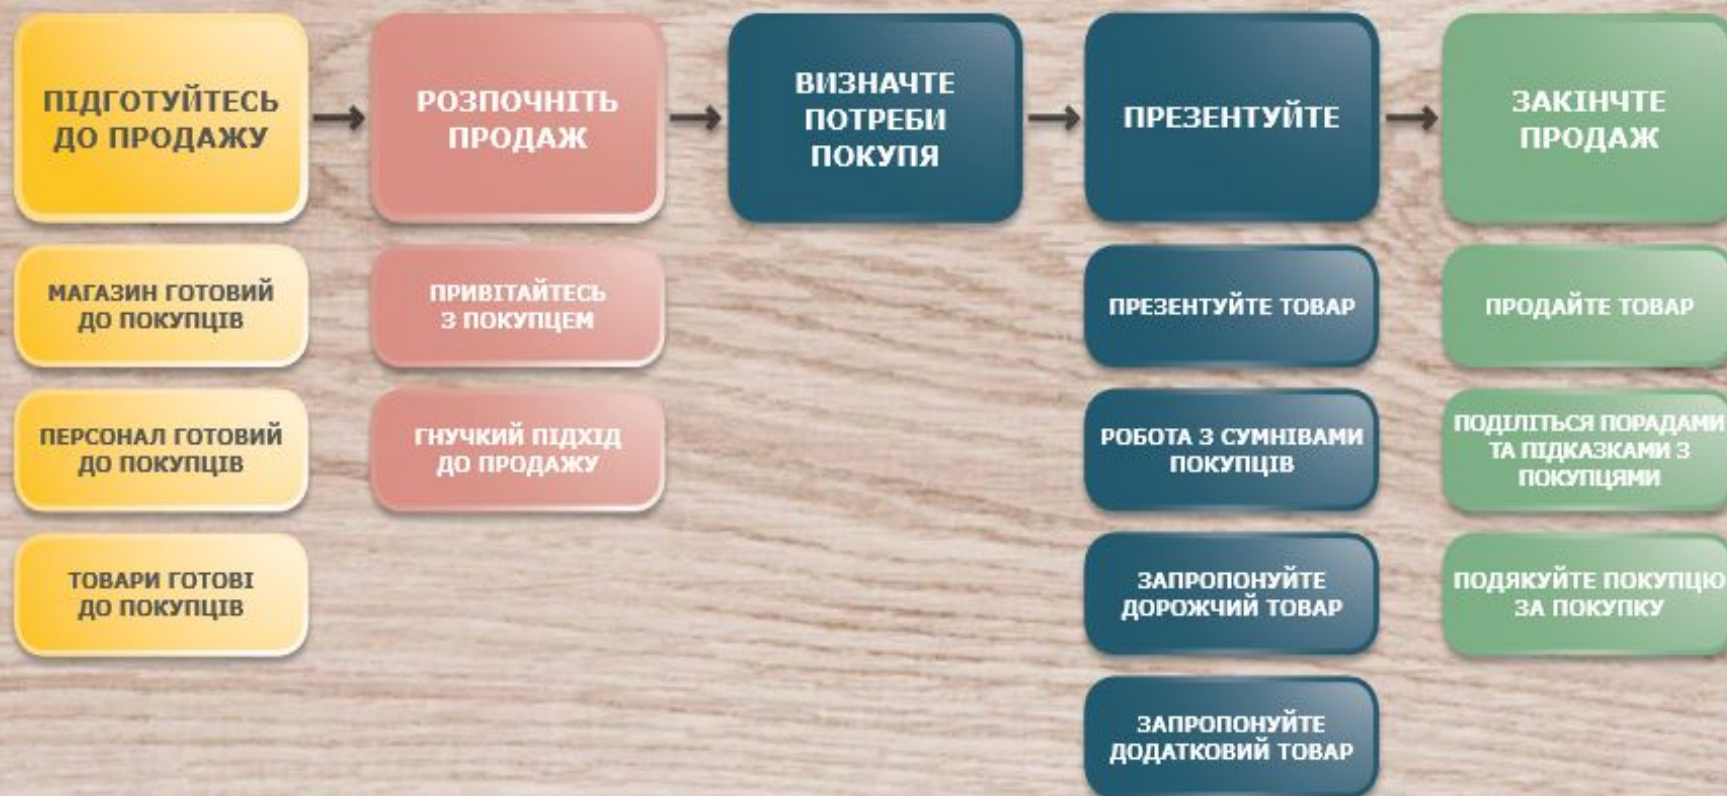 ПІДГОТУЙТЕСЬ
ДО ПРОДАЖУ
РОЗПОЧНІТЬ
ПРОДАЖ
ВИЗНАЧТЕ
ПОТРЕБИ
ПОКУПЯ
ПРЕЗЕНТУЙТЕ
ЗАКІНЧТЕ
ПРОДАЖ
МАГАЗИН ГОТОВИЙ
ДО ПОКУПЦІВ
ПЕРСОНАЛ ГОТОВИЙ
ДО ПОКУПЦІВ
ТОВАРИ ГОТОВІ
ДО ПОКУПЦІВ
ПРИВІТАЙТЕСЬ
З ПОКУПЦЕМ
ГНУЧКИЙ ПІДХІД
ДО ПРОДАЖУ
ПРЕЗЕНТУЙТЕ ТОВАР
РОБОТА З СУМНІВАМИ
ПОКУПЦІВ
ЗАПРОПОНУЙТЕ
ДОРОЖЧИЙ ТОВАР
ЗАПРОПОНУЙТЕ
ДОДАТКОВИЙ ТОВАР
ПРОДАЙТЕ ТОВАР
ПОДІЛІТЬСЯ ПОРАДАМИ
ТА ПІДКАЗКАМИ З
ПОКУПЦЯМИ
ПОДЯКУЙТЕ ПОКУПЦЮ
ЗА ПОКУПКУ